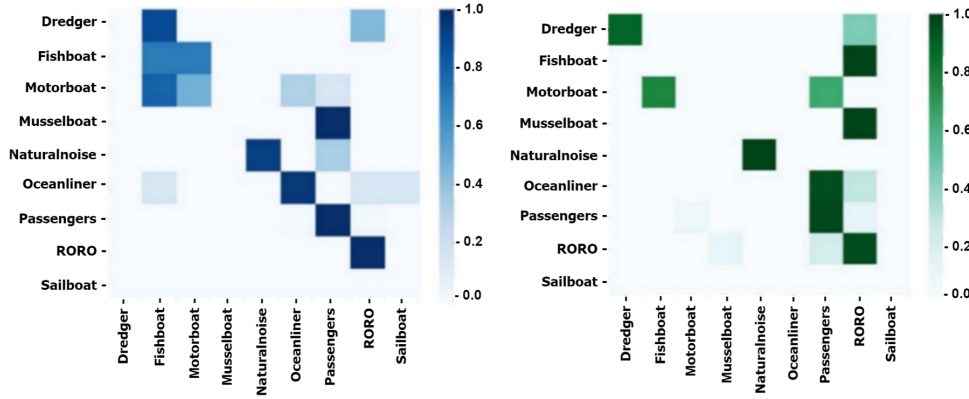 Dredger
Fishboat
Motorboat
Musselboat
Naturalnoise
Oceanliner
Passengers
RORO
Sailboat
Dredger
Fishboat
Motorboat
Musselboat
Naturalnoise
Oceanliner
Passengers
RORO
Sailboat
1.0
0.8
0.6
0.4
0.2
0.0
Dredger
Fishboat
Motorboat
Musselboat
Naturalnoise
Oceanliner
Passengers
RORO
Sailboat
Dredger
Fishboat
Motorboat
Musselboat
Naturalnoise
Oceanliner
Passengers
RORO
Sailboat
1.0
0.8
0.6
0.4
0.2
0.0